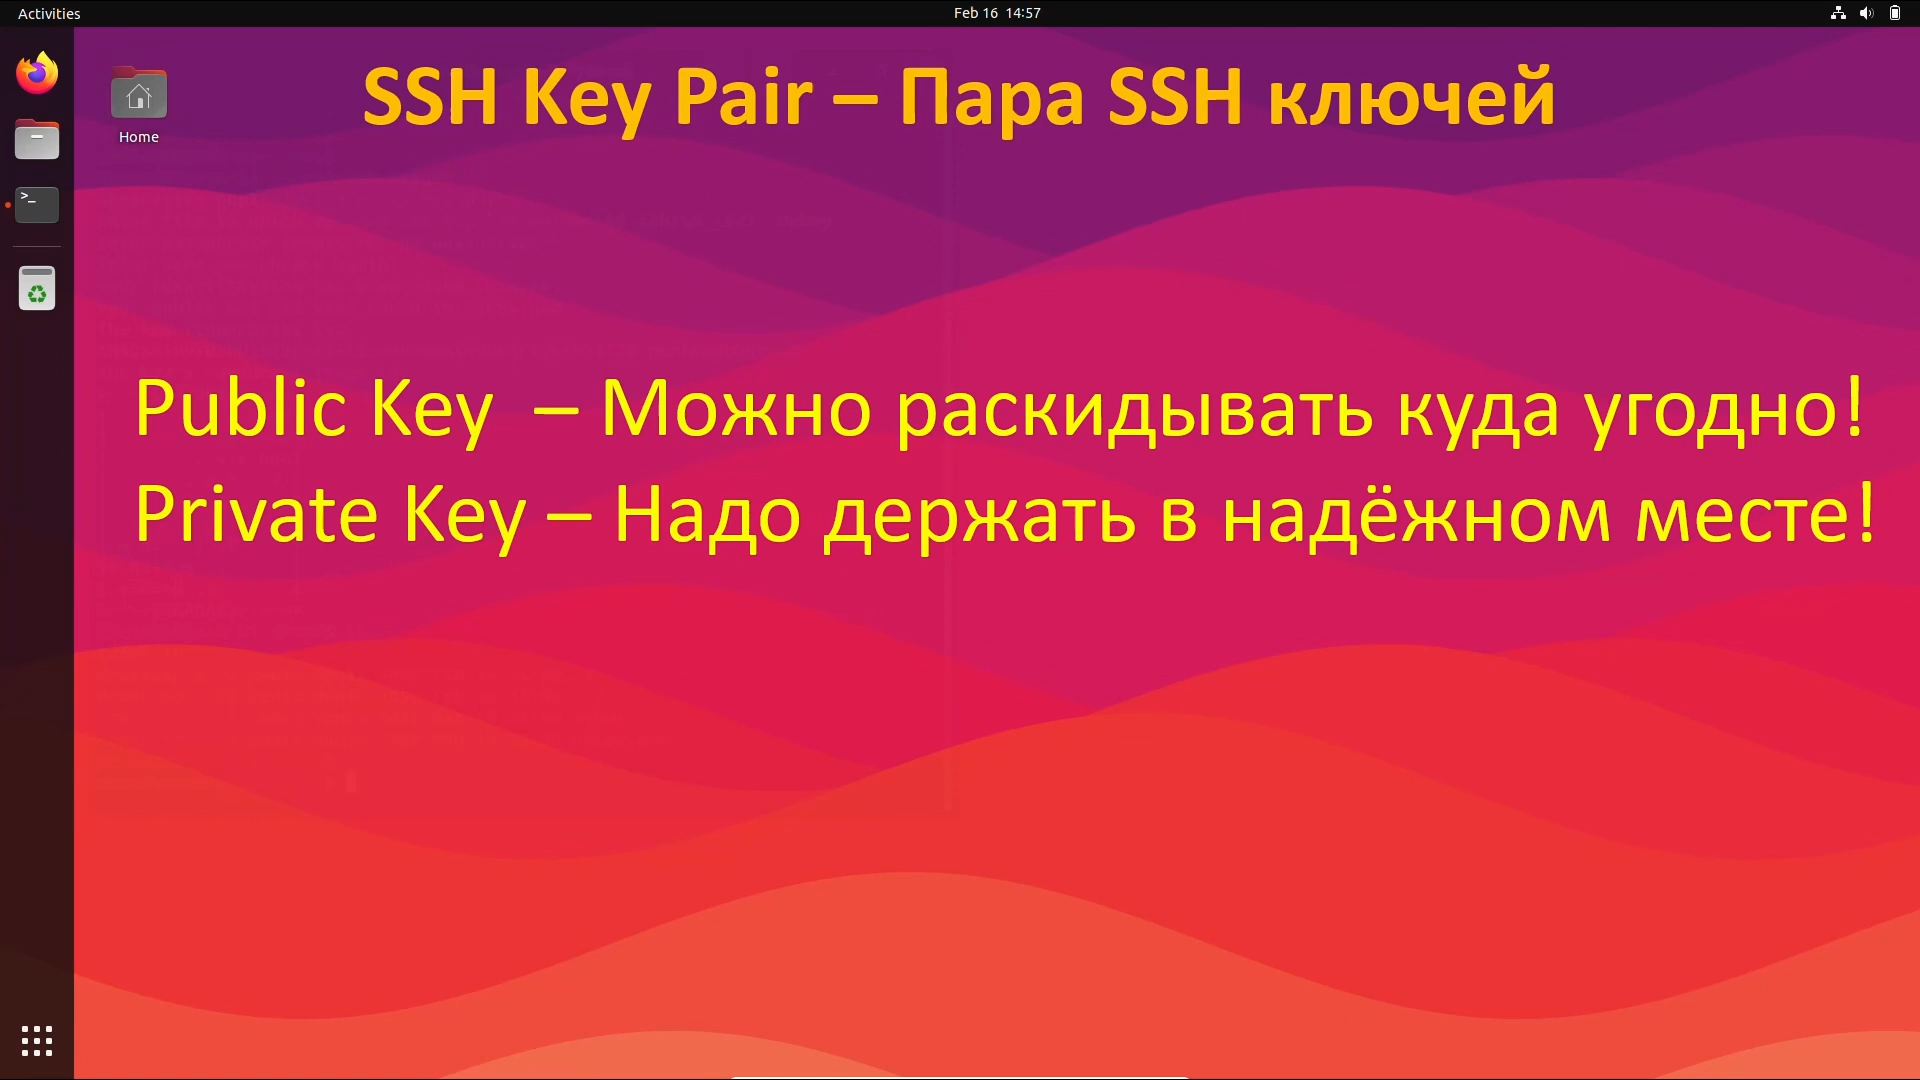 Activities
Feb 16 14:57
Home
SSH Key Pair – Пара SSH ключей
Public Key – Можно раскидывать куда угодно!
Private Key – Надо держать в надёжном месте!